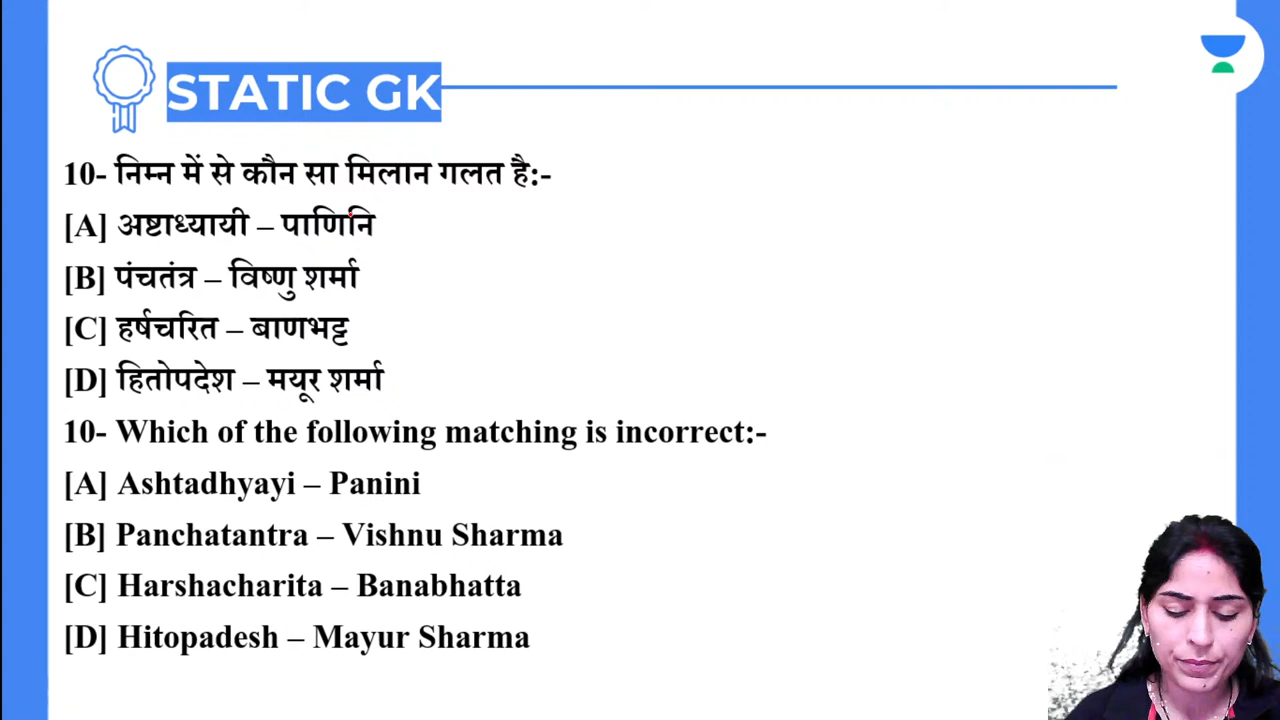 STATIC GK
10- निम्न में से कौन सा मिलान गलत है:-
[A] अष्टाध्यायी – पाणिनि
[B] पंचतंत्र – विष्णु शर्मा
[C] हर्षचरित – बाणभट्ट
[D] हितोपदेश – मयूर शर्मा
10- Which of the following matching is incorrect:-
[A] Ashtadhyayi – Panini
[B] Panchatantra – Vishnu Sharma
[C] Harshacharita – Banabhatta
[D] Hitopadesh – Mayur Sharma